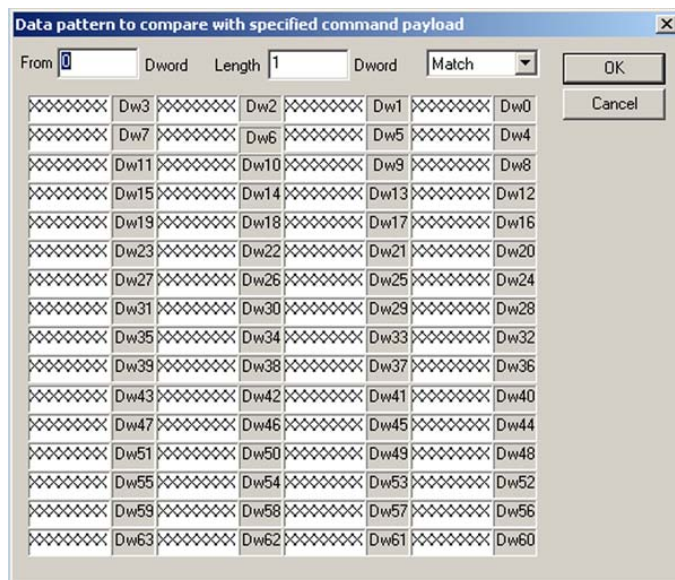 Data pattern to compare with specified command payload
From 0 Dword Length 1 Dword Match OK
Cancel
XXXXXXXX Dw3 XXXXXXXX Dw2 XXXXXXXX Dw1 XXXXXXXX Dw0
XXXXXXXX Dw7 XXXXXXXX Dw6 XXXXXXXX Dw5 XXXXXXXX Dw4
XXXXXXXX Dw11 XXXXXXXX Dw10 XXXXXXXX Dw9 XXXXXXXX Dw8
XXXXXXXX Dw15 XXXXXXXX Dw14 XXXXXXXX Dw13 XXXXXXXX Dw12
XXXXXXXX Dw19 XXXXXXXX Dw18 XXXXXXXX Dw17 XXXXXXXX Dw16
XXXXXXXX Dw23 XXXXXXXX Dw22 XXXXXXXX Dw21 XXXXXXXX Dw20
XXXXXXXX Dw27 XXXXXXXX Dw26 XXXXXXXX Dw25 XXXXXXXX Dw24
XXXXXXXX Dw31 XXXXXXXX Dw30 XXXXXXXX Dw29 XXXXXXXX Dw28
XXXXXXXX Dw35 XXXXXXXX Dw34 XXXXXXXX Dw33 XXXXXXXX Dw32
XXXXXXXX Dw39 XXXXXXXX Dw38 XXXXXXXX Dw37 XXXXXXXX Dw36
XXXXXXXX Dw43 XXXXXXXX Dw42 XXXXXXXX Dw41 XXXXXXXX Dw40
XXXXXXXX Dw47 XXXXXXXX Dw46 XXXXXXXX Dw45 XXXXXXXX Dw44
XXXXXXXX Dw51 XXXXXXXX Dw50 XXXXXXXX Dw49 XXXXXXXX Dw48
XXXXXXXX Dw55 XXXXXXXX Dw54 XXXXXXXX Dw53 XXXXXXXX Dw52
XXXXXXXX Dw59 XXXXXXXX Dw58 XXXXXXXX Dw57 XXXXXXXX Dw56
XXXXXXXX Dw63 XXXXXXXX Dw62 XXXXXXXX Dw61 XXXXXXXX Dw60